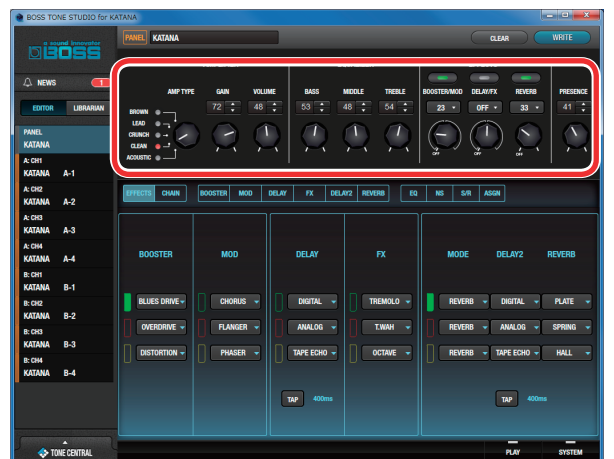 BOSS TONE STUDIO for KATANA
a sound innovator
BOSS
PANEL KATANA
CLEAR WRITE
NEWS 1
EDITOR LIBRARIAN
AMP TYPE GAIN VOLUME BASS MIDDLE TREBLE BOOSTER/MOD DELAY/FX REVERB PRESENCE
72 48 53 48 54 23 OFF 33 41
BROWN
LEAD
CRUNCH
CLEAN
ACOUSTIC
OFF OFF OFF
PANEL
KATANA
A: CH1
KATANA A-1
A: CH2
KATANA A-2
A: CH3
KATANA A-3
A: CH4
KATANA A-4
B: CH1
KATANA B-1
B: CH2
KATANA B-2
B: CH3
KATANA B-3
B: CH4
KATANA B-4
EFFECTS CHAIN BOOSTER MOD DELAY FX DELAY2 REVERB EQ NS S/R ASGN
BOOSTER MOD DELAY FX MODE DELAY2 REVERB
BLUES DRIVE CHORUS DIGITAL TREMOLO REVERB DIGITAL PLATE
OVERDRIVE FLANGER ANALOG T.WAH REVERB ANALOG SPRING
DISTORTION PHASER TAPE ECHO OCTAVE REVERB TAPE ECHO HALL
TAP 400ms TAP 400ms
TONE CENTRAL
PLAY SYSTEM